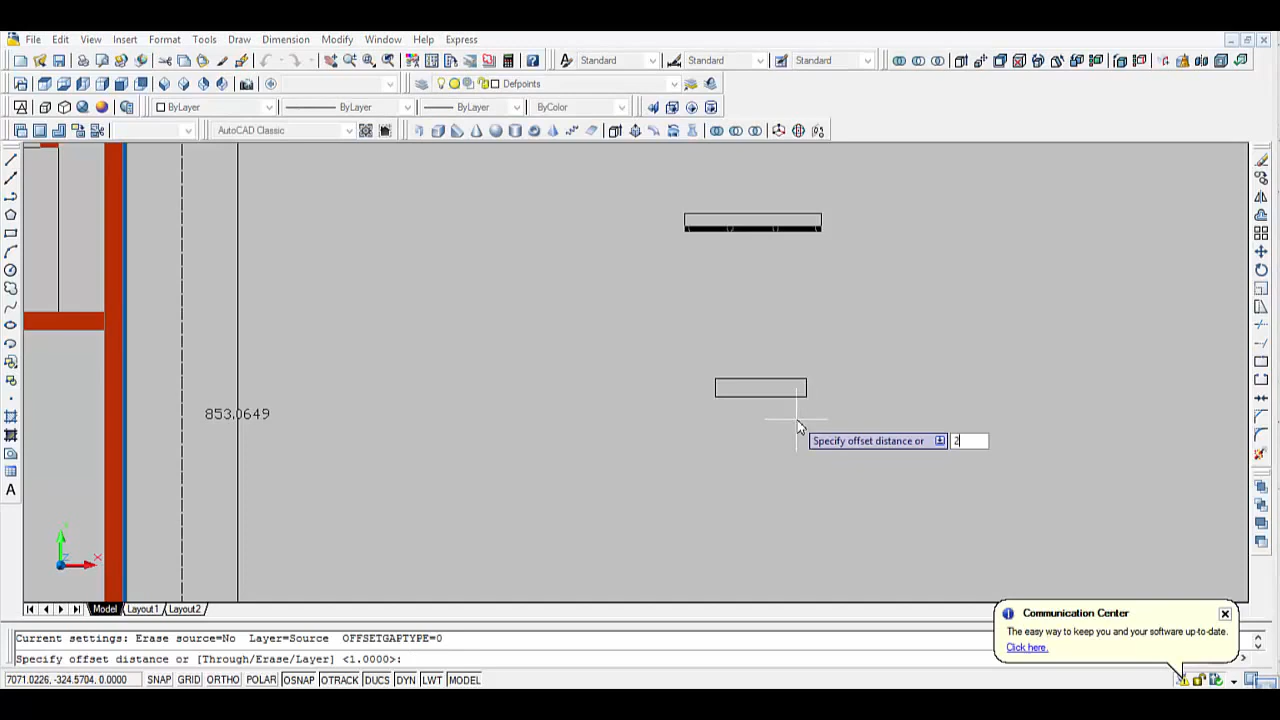 File Edit View Insert Format Tools Draw Dimension Modify Window Help Express
Standard Standard Standard
Defpoints
ByLayer ByLayer ByLayer ByColor
AutoCAD Classic
853.0649
Specify offset distance or 2
A
X
Model Layout1 Layout2
Communication Center
The easy way to keep you and your software up-to-date.
Click here.
Current settings: Erase source=No Layer=Source OFFSETGAPTYPE=0
Specify offset distance or [Through/Erase/Layer] <1.0000>:
7071.0226, -324.5704, 0.0000 SNAP GRID ORTHO POLAR OSNAP OTRACK DUCS DYN LWT MODEL